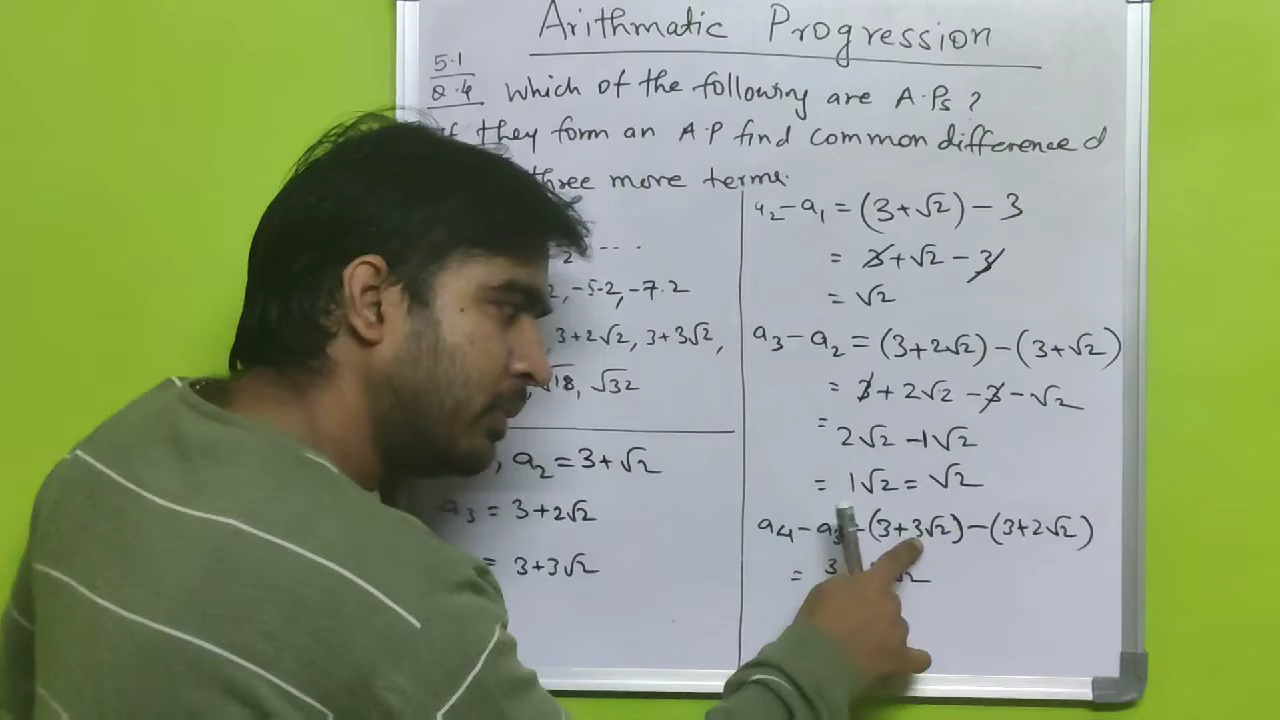 Arithmatic Progression
5.1
Q.4 Which of the following are A.Ps ?
they form an A.P find common difference d
three more terms.
2 ....
, -5.2, -7.2
, 3+2√2, 3+3√2,
√18, √32
, a2 = 3+√2
a3 = 3+2√2
= 3+3√2
a2 - a1 = (3+√2) - 3
= 3+√2 - 3
= √2
a3 - a2 = (3+2√2) - (3+√2)
= 3 + 2√2 - 3 - √2
= 2√2 - 1√2
= 1√2 = √2
a4 - a3 = (3+3√2) - (3+2√2)
= 3